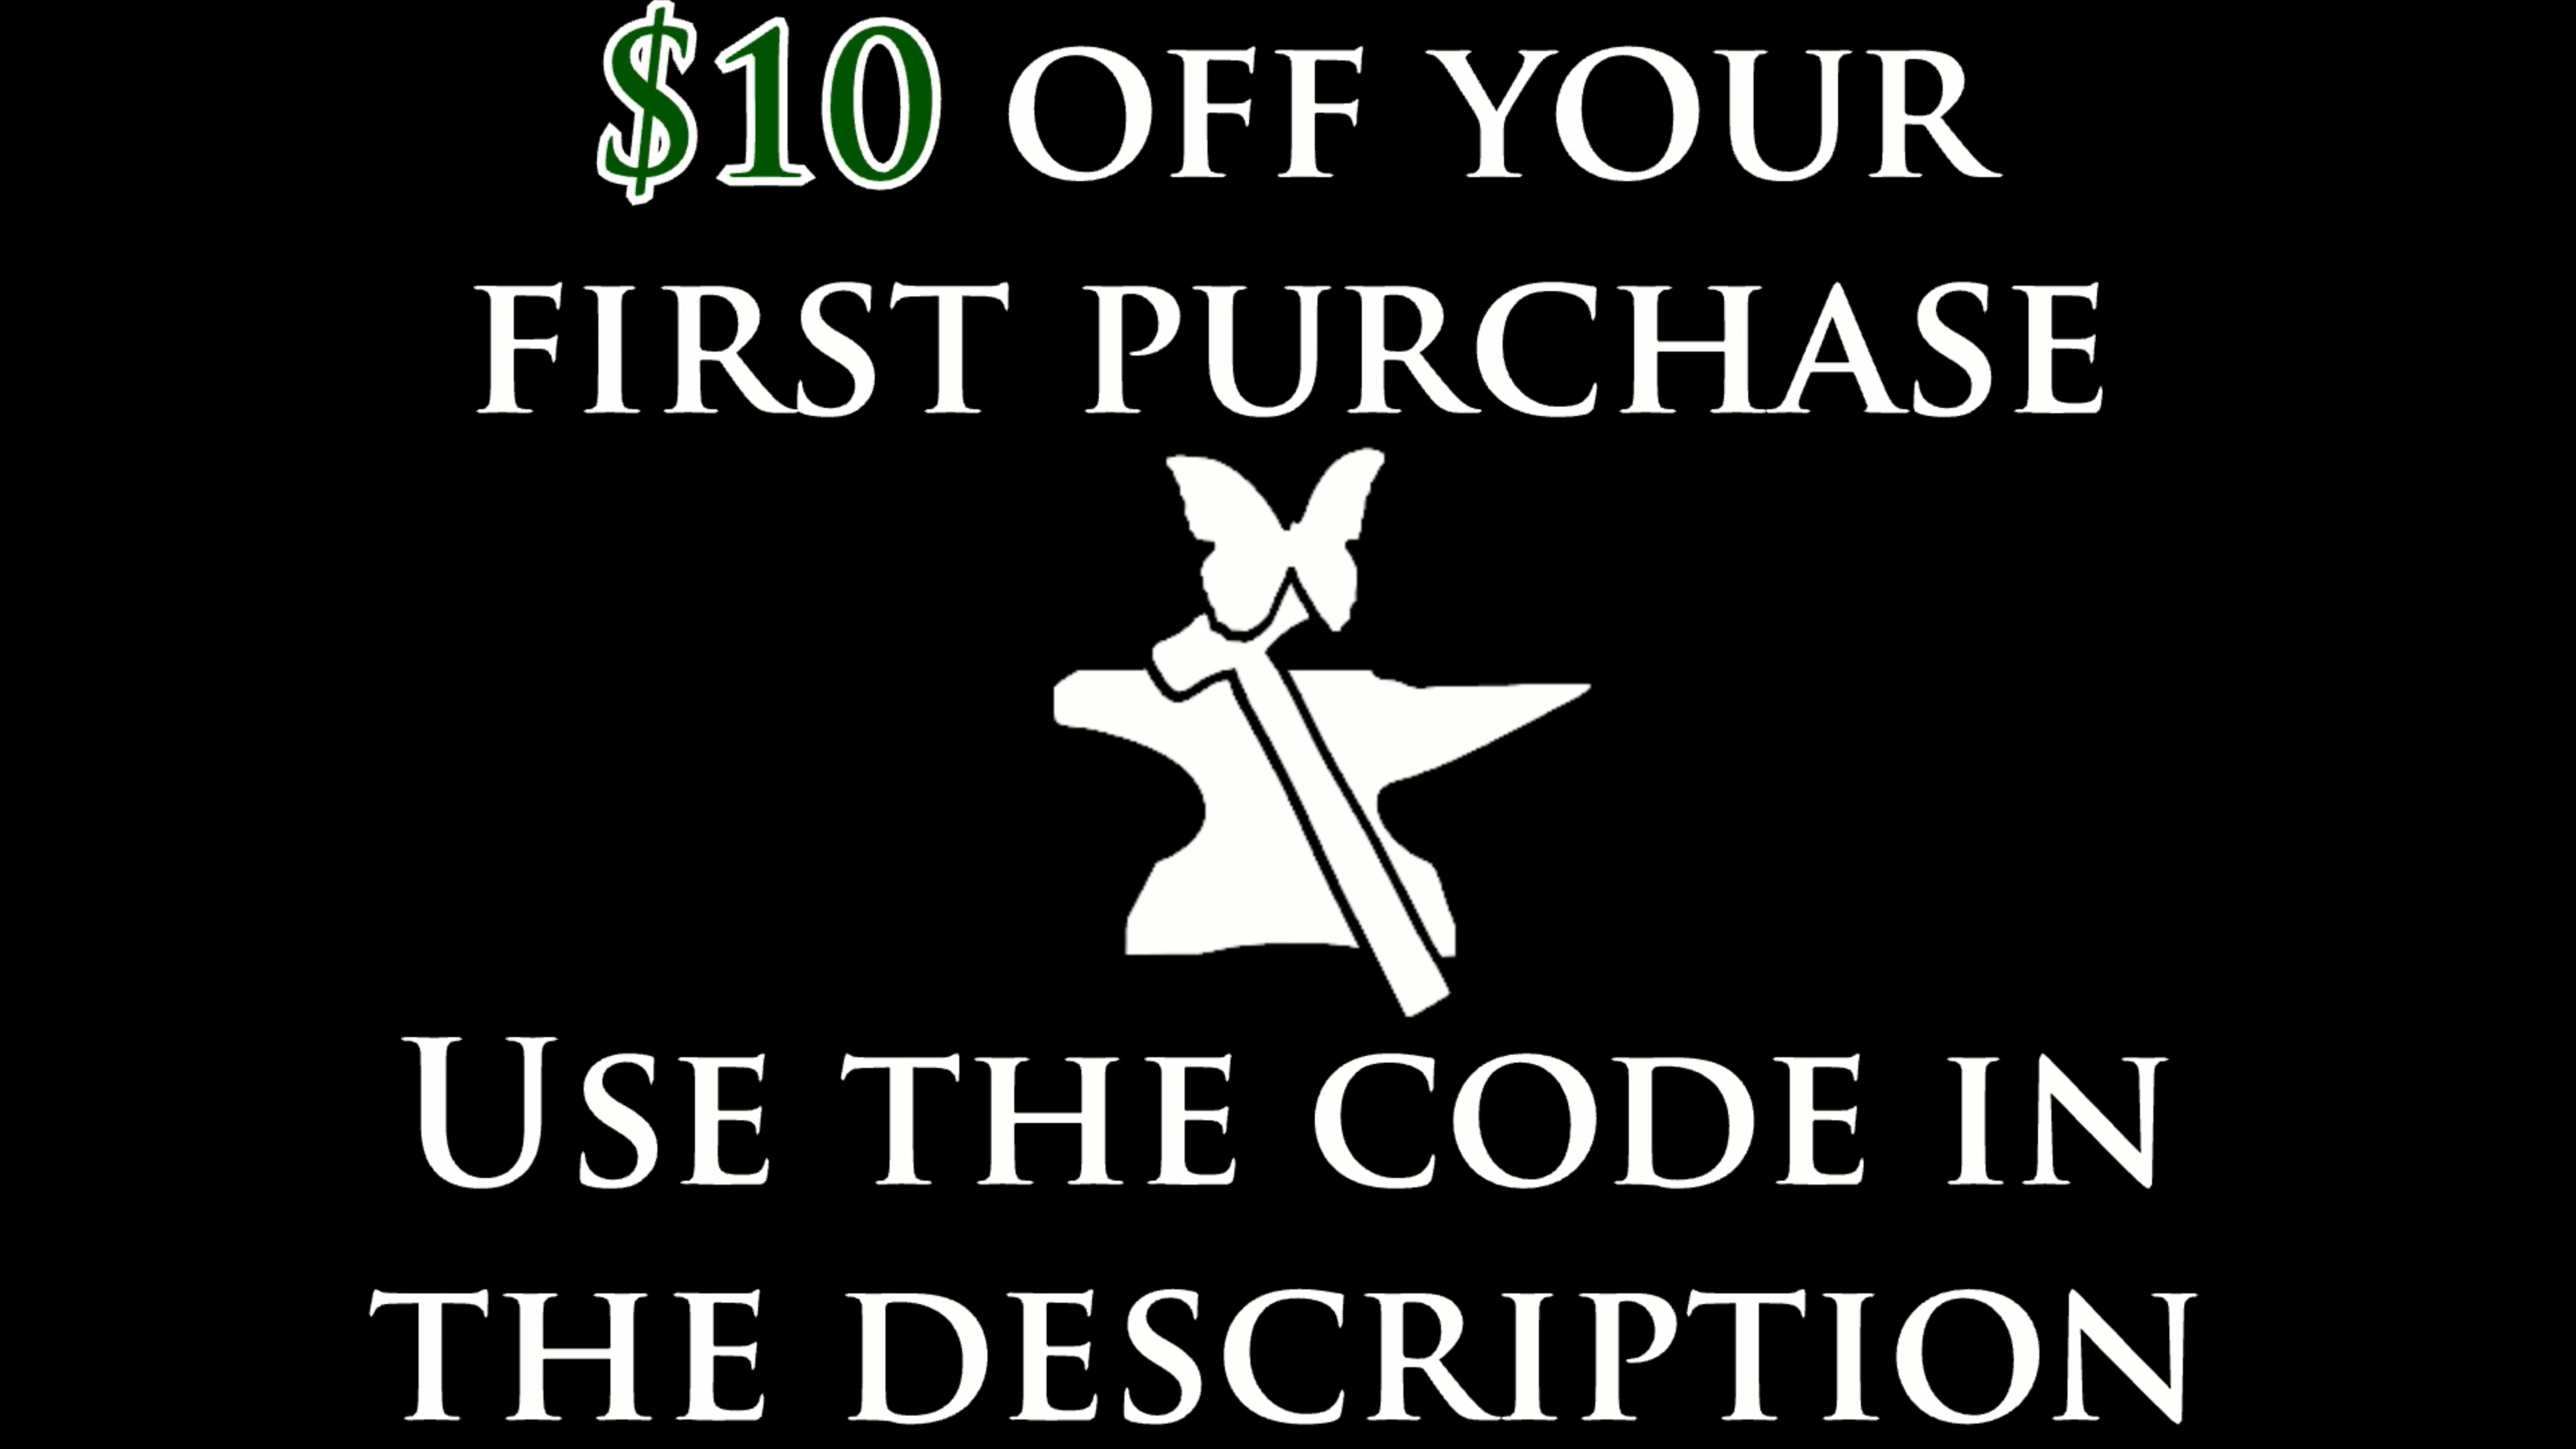 $10 OFF YOUR
FIRST PURCHASE
USE THE CODE IN
THE DESCRIPTION